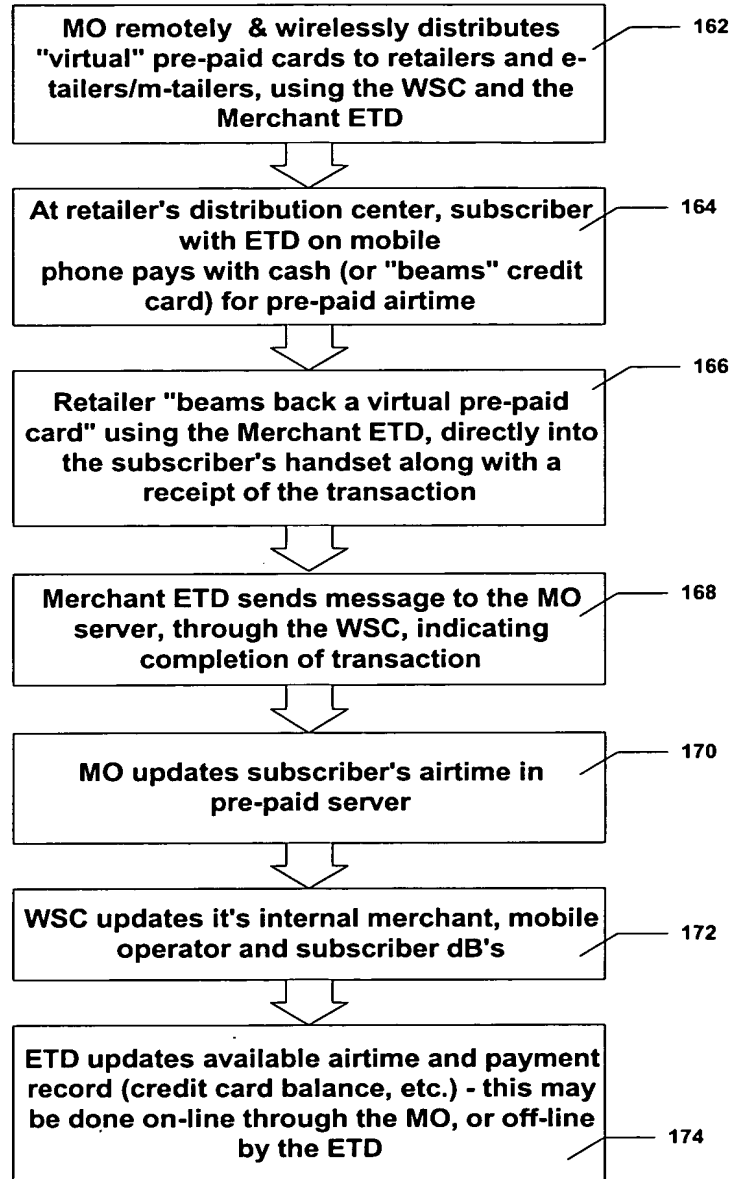 MO remotely & wirelessly distributes
"virtual" pre-paid cards to retailers and e-
tailers/m-tailers, using the WSC and the
Merchant ETD
162
At retailer's distribution center, subscriber
with ETD on mobile
phone pays with cash (or "beams" credit
card) for pre-paid airtime
164
Retailer "beams back a virtual pre-paid
card" using the Merchant ETD, directly into
the subscriber's handset along with a
receipt of the transaction
166
Merchant ETD sends message to the MO
server, through the WSC, indicating
completion of transaction
168
MO updates subscriber's airtime in
pre-paid server
170
WSC updates it's internal merchant, mobile
operator and subscriber dB's
172
ETD updates available airtime and payment
record (credit card balance, etc.) - this may
be done on-line through the MO, or off-line
by the ETD
174